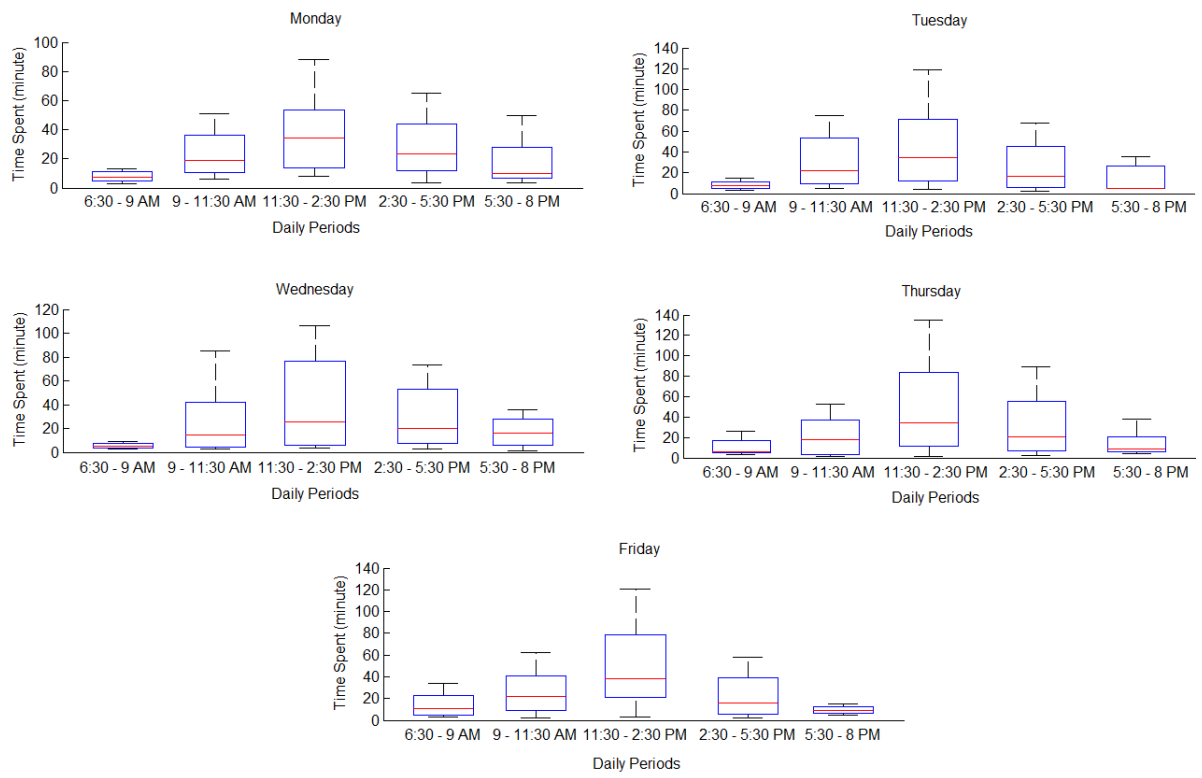 Monday
Time Spent (minute)
100
80
60
40
20
0
6:30 - 9 AM 9 - 11:30 AM 11:30 - 2:30 PM 2:30 - 5:30 PM 5:30 - 8 PM
Daily Periods
Tuesday
Time Spent (minute)
140
120
100
80
60
40
20
0
6:30 - 9 AM 9 - 11:30 AM 11:30 - 2:30 PM 2:30 - 5:30 PM 5:30 - 8 PM
Daily Periods
Wednesday
Time Spent (minute)
120
100
80
60
40
20
0
6:30 - 9 AM 9 - 11:30 AM 11:30 - 2:30 PM 2:30 - 5:30 PM 5:30 - 8 PM
Daily Periods
Thursday
Time Spent (minute)
140
120
100
80
60
40
20
0
6:30 - 9 AM 9 - 11:30 AM 11:30 - 2:30 PM 2:30 - 5:30 PM 5:30 - 8 PM
Daily Periods
Friday
Time Spent (minute)
140
120
100
80
60
40
20
0
6:30 - 9 AM 9 - 11:30 AM 11:30 - 2:30 PM 2:30 - 5:30 PM 5:30 - 8 PM
Daily Periods